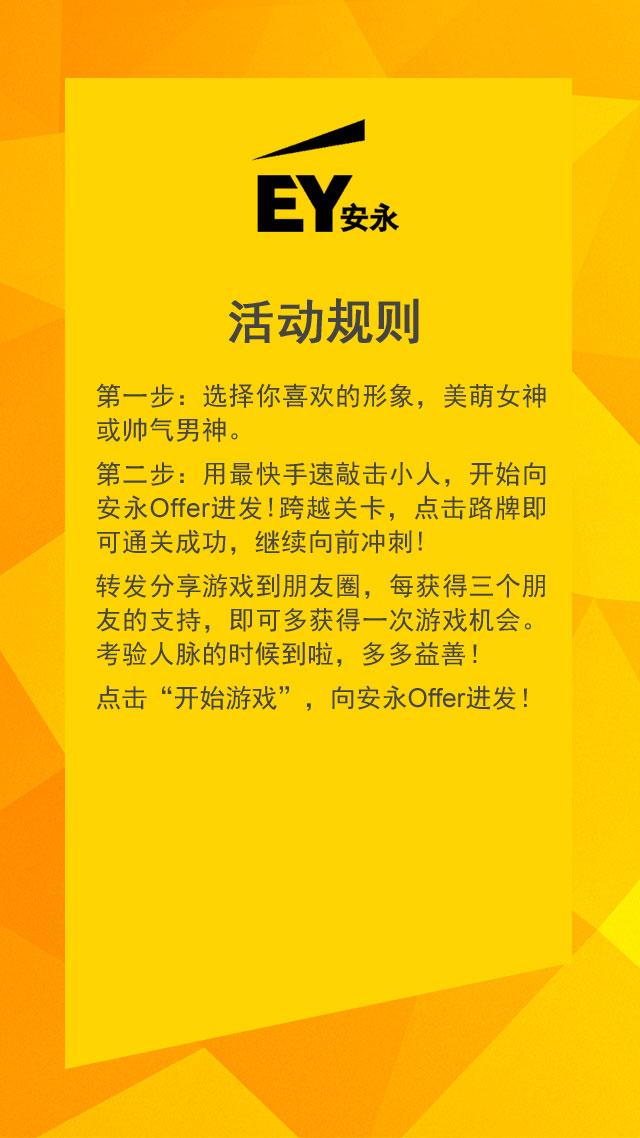 EY安永
活动规则
第一步：选择你喜欢的形象，美萌女神
或帅气男神。
第二步：用最快手速敲击小人，开始向
安永Offer进发！跨越关卡，点击路牌即
可通关成功，继续向前冲刺！
转发分享游戏到朋友圈，每获得三个朋
友的支持，即可多获得一次游戏机会。
考验人脉的时候到啦，多多益善！
点击“开始游戏”，向安永Offer进发！